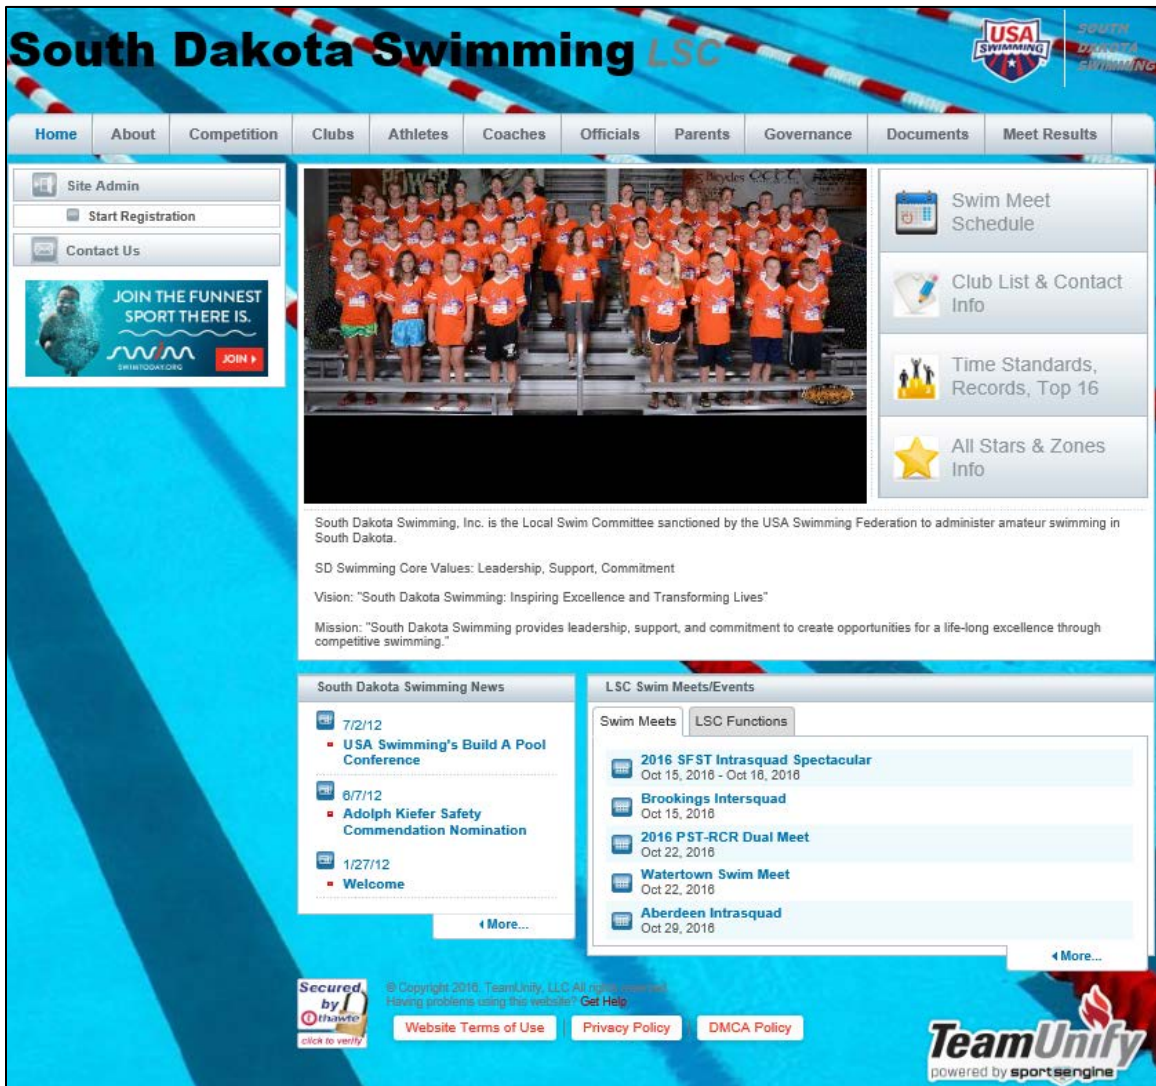 South Dakota Swimming LSC
USA
SWIMMING
SOUTH
DAKOTA
SWIMMING
Home About Competition Clubs Athletes Coaches Officials Parents Governance Documents Meet Results
Site Admin
Start Registration
Contact Us
JOIN THE FUNNEST
SPORT THERE IS.
swim
SWIMTODAY.ORG
JOIN
POWER
Bicycles
Swim Meet
Schedule
Club List & Contact
Info
Time Standards,
Records, Top 16
All Stars & Zones
Info
South Dakota Swimming, Inc. is the Local Swim Committee sanctioned by the USA Swimming Federation to administer amateur swimming in
South Dakota.
SD Swimming Core Values: Leadership, Support, Commitment
Vision: "South Dakota Swimming: Inspiring Excellence and Transforming Lives"
Mission: "South Dakota Swimming provides leadership, support, and commitment to create opportunities for a life-long excellence through
competitive swimming."
South Dakota Swimming News
7/2/12
USA Swimming's Build A Pool
Conference
6/7/12
Adolph Kiefer Safety
Commendation Nomination
1/27/12
Welcome
More...
LSC Swim Meets/Events
Swim Meets LSC Functions
2016 SFST Intrasquad Spectacular
Oct 15, 2016 - Oct 16, 2016
Brookings Intersquad
Oct 15, 2016
2016 PST-RCR Dual Meet
Oct 22, 2016
Watertown Swim Meet
Oct 22, 2016
Aberdeen Intrasquad
Oct 29, 2016
More...
Secured
by
thawte
click to verify
© Copyright 2016. TeamUnify, LLC All rights reserved.
Having problems using this website? Get Help
Website Terms of Use Privacy Policy DMCA Policy
TeamUnify
powered by sportsengine